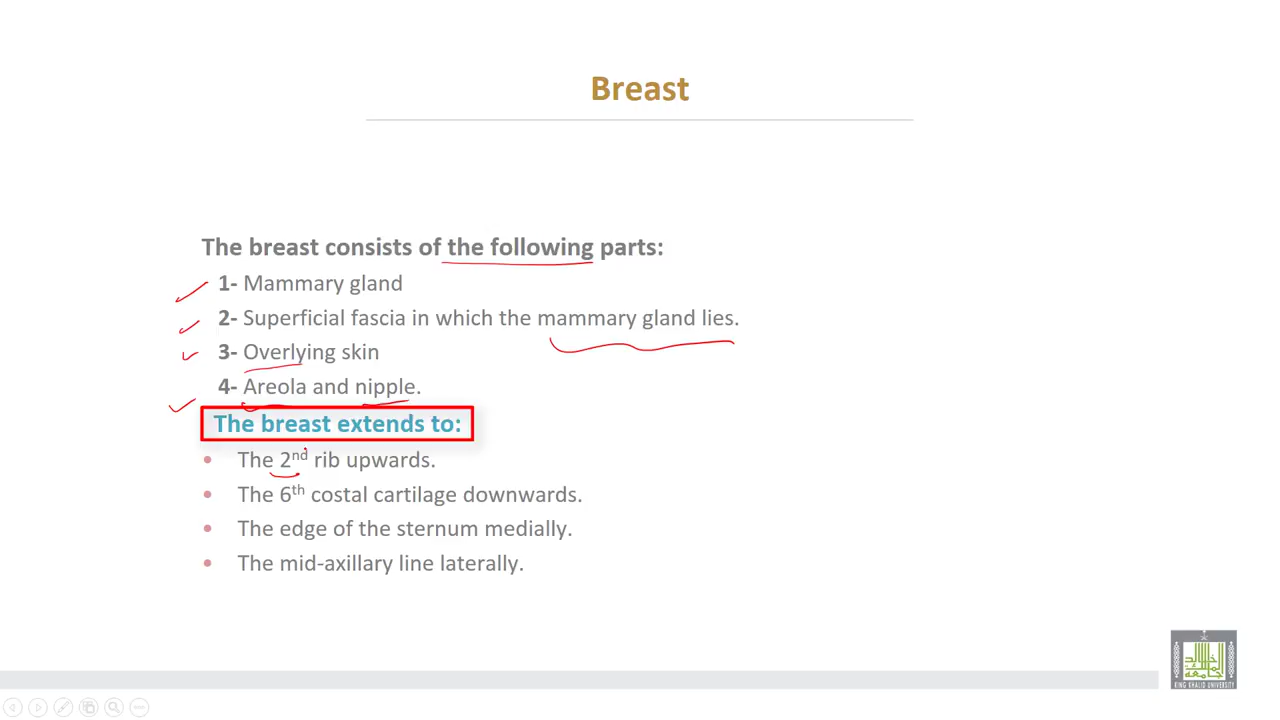 Breast
The breast consists of the following parts:
1- Mammary gland
2- Superficial fascia in which the mammary gland lies.
3- Overlying skin
4- Areola and nipple.
The breast extends to:
• The 2nd rib upwards.
• The 6th costal cartilage downwards.
• The edge of the sternum medially.
• The mid-axillary line laterally.
KING KHALID UNIVERSITY